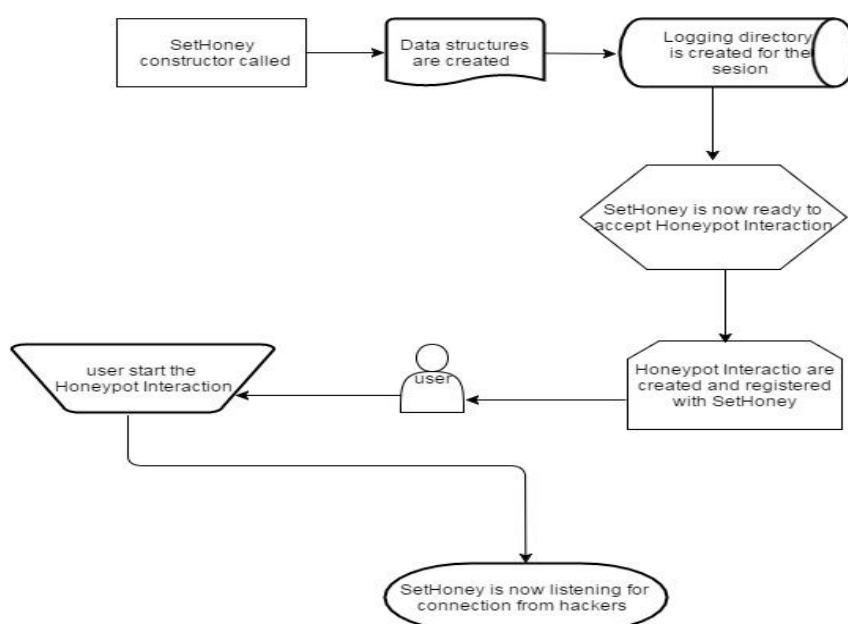 SetHoney
constructor called
Data structures
are created
Logging directory
is created for the
sesion
SetHoney is now ready to
accept Honeypot Interaction
Honeypot Interactio are
created and registered
with SetHoney
user
user start the
Honeypot Interaction
SetHoney is now listening for
connection from hackers